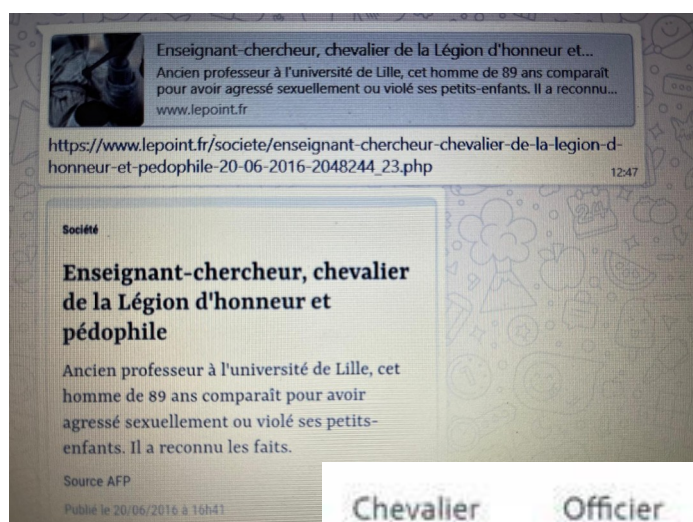 Enseignant-chercheur, chevalier de la Légion d'honneur et...
Ancien professeur à l'université de Lille, cet homme de 89 ans comparaît
pour avoir agressé sexuellement ou violé ses petits-enfants. Il a reconnu...
www.lepoint.fr
https://www.lepoint.fr/societe/enseignant-chercheur-chevalier-de-la-legion-d-
honneur-et-pedophile-20-06-2016-2048244_23.php
12:47
Société
Enseignant-chercheur, chevalier
de la Légion d'honneur et
pédophile
Ancien professeur à l'université de Lille, cet
homme de 89 ans comparaît pour avoir
agressé sexuellement ou violé ses petits-
enfants. Il a reconnu les faits.
Source AFP
Publié le 20/06/2016 à 16h41
Chevalier Officier